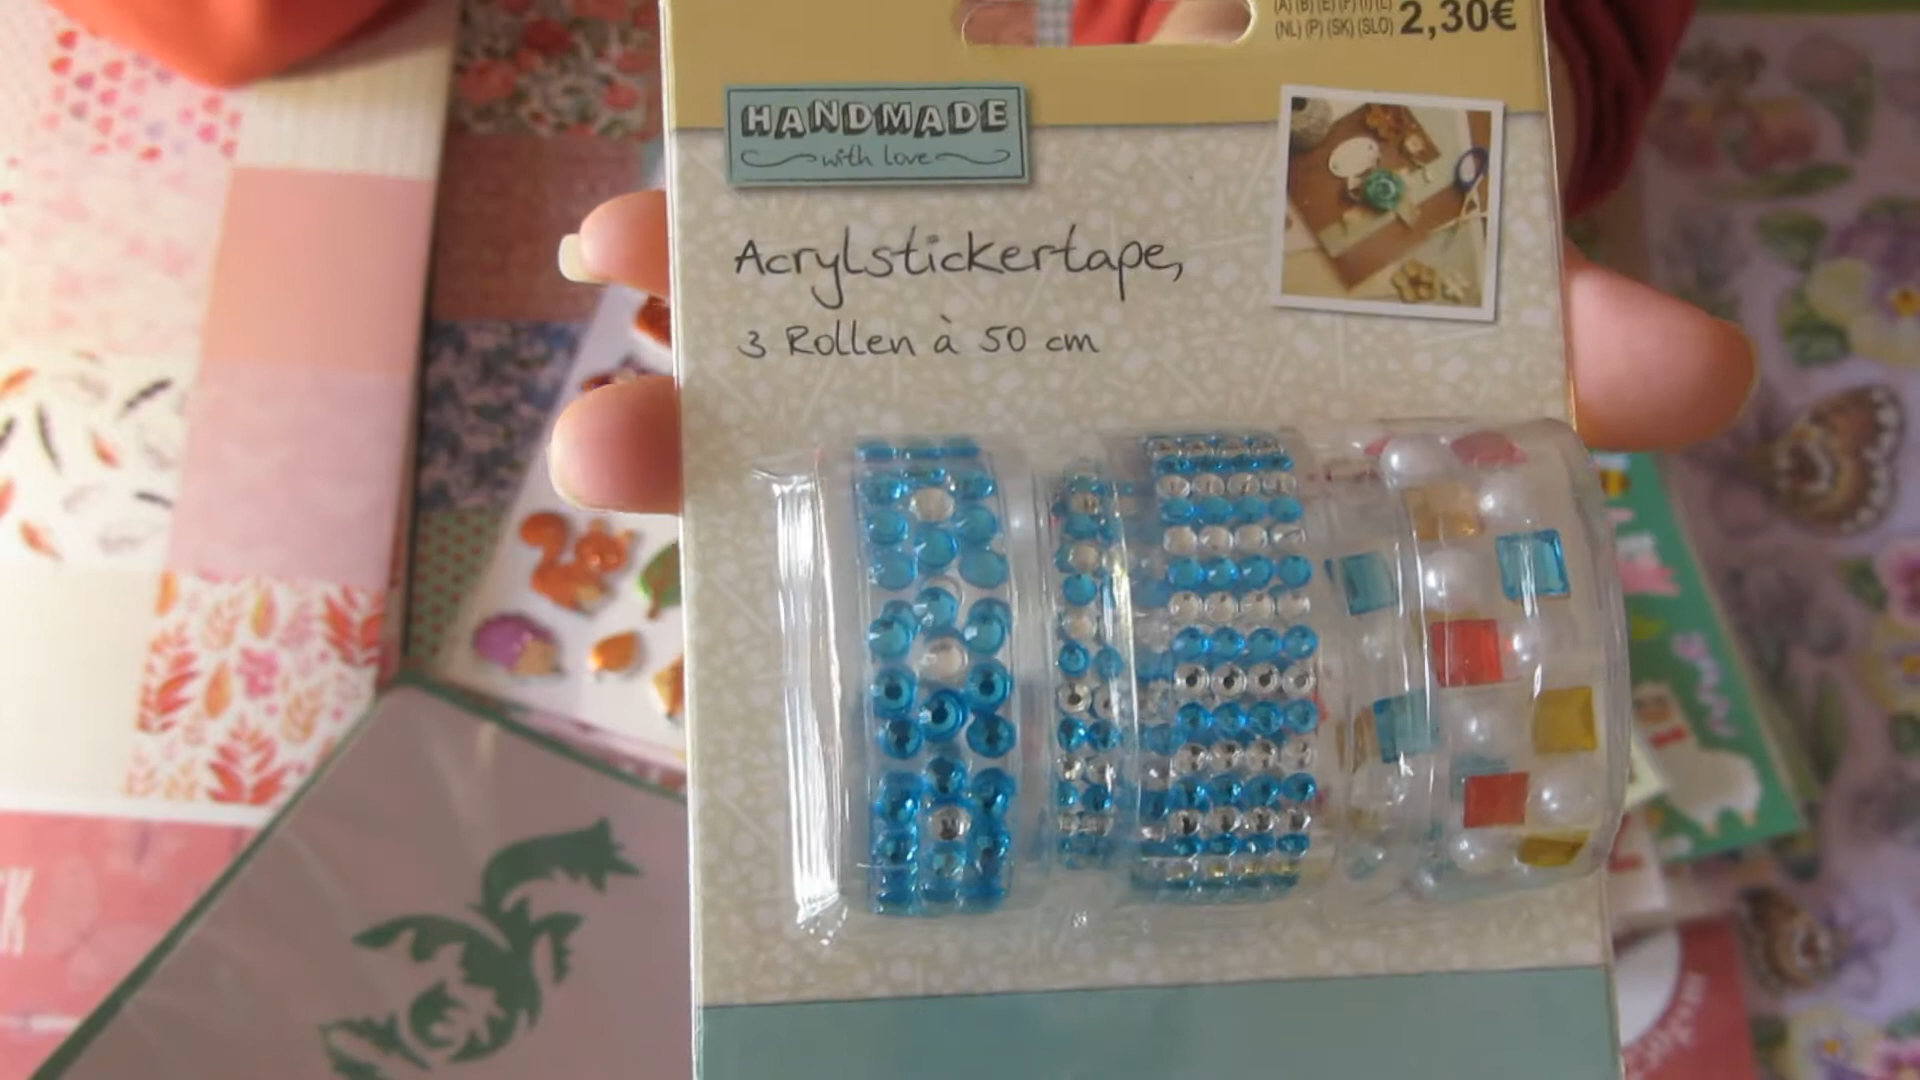 (A) (B) (E) (F) (I) (L)
(NL) (P) (SK) (SLO) 2,30€
HANDMADE
with love
Acrylstickertape,
3 Rollen à 50 cm